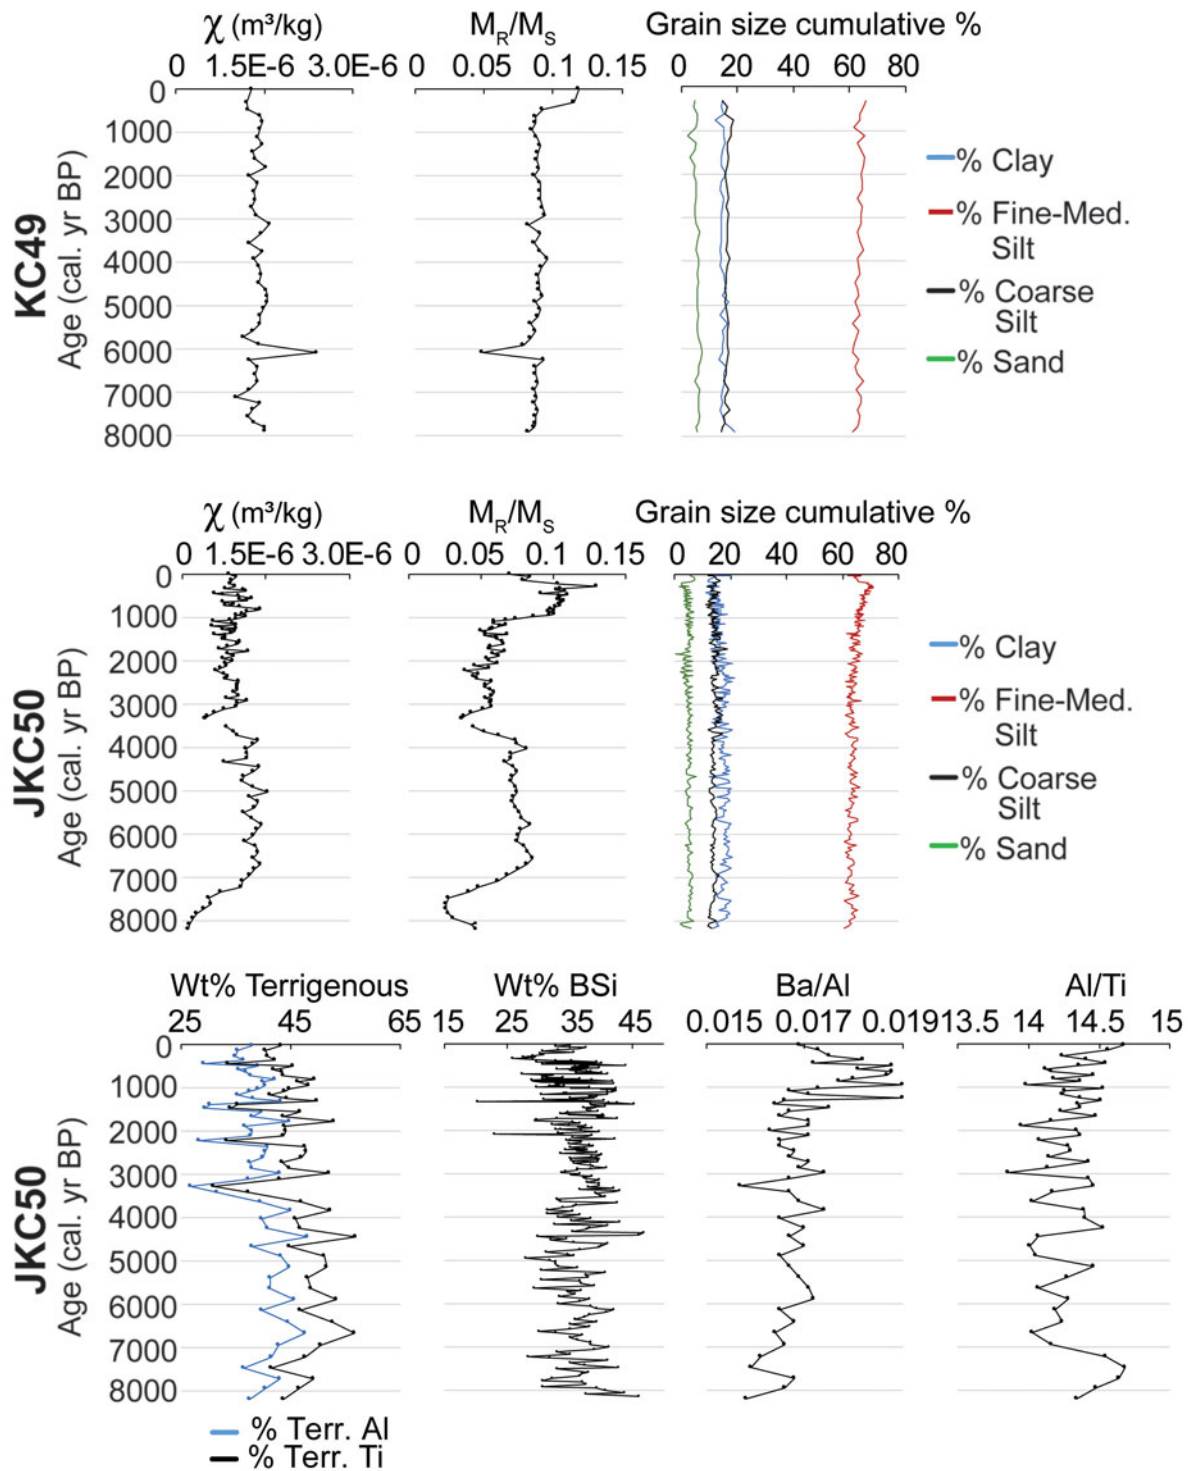 χ (m³/kg) M_R/M_S Grain size cumulative %
0 1.5E-6 3.0E-6 0 0.05 0.1 0.15 0 20 40 60 80
KC49
Age (cal. yr BP)
0
1000
2000
3000
4000
5000
6000
7000
8000
% Clay
% Fine-Med.
Silt
% Coarse
Silt
% Sand
χ (m³/kg) M_R/M_S Grain size cumulative %
0 1.5E-6 3.0E-6 0 0.05 0.1 0.15 0 20 40 60 80
JKC50
Age (cal. yr BP)
0
1000
2000
3000
4000
5000
6000
7000
8000
% Clay
% Fine-Med.
Silt
% Coarse
Silt
% Sand
Wt% Terrigenous Wt% BSi Ba/Al Al/Ti
25 45 65 15 25 35 45 0.015 0.017 0.019 13.5 14 14.5 15
JKC50
Age (cal. yr BP)
0
1000
2000
3000
4000
5000
6000
7000
8000
% Terr. Al
% Terr. Ti